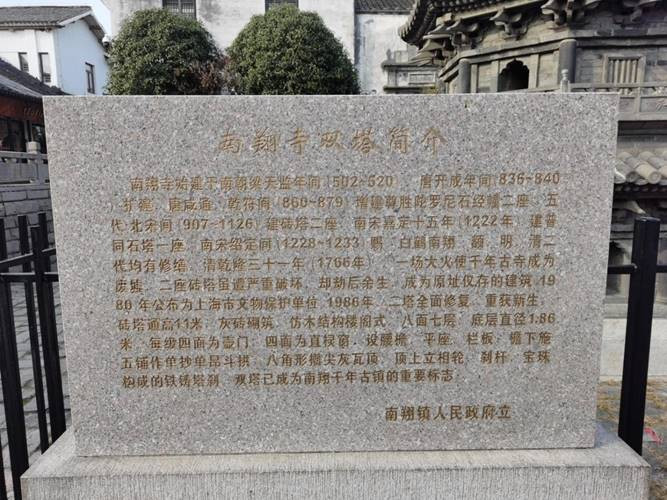 南翔寺双塔简介
南翔寺始建于南朝梁天监年间(502-520)，唐开成年间(836-840
扩建，唐咸通、乾符间(860-879)增建尊胜陀罗尼石经幢二座，五
代-北宋间(907-1126)建砖塔二座，南宋嘉定十五年(1222年，建普
同石塔一座，南宋绍定间(1228-1233)赐 白鹤南翔 额，明、清二
代均有修缮。清乾隆三十一年(1766年)，一场大火使千年古寺成为
废墟，二座砖塔虽遭严重破坏，却劫后余生，成为原址仅存的建筑，19
80年公布为上海市文物保护单位，1986年，二塔全面修复，重获新生。
砖塔通高11米，灰砖砌筑，仿木结构楼阁式，八面七层，底层直径1.86
米，每级四面为壶门，四面为直棂窗，设腰檐、平座、栏板；檐下施
五铺作单抄单昂斗拱，八角形攒尖灰瓦顶，顶上立相轮、刹杆、宝珠
构成的铁铸塔刹，双塔已成为南翔千年古镇的重要标志。
南翔镇人民政府立